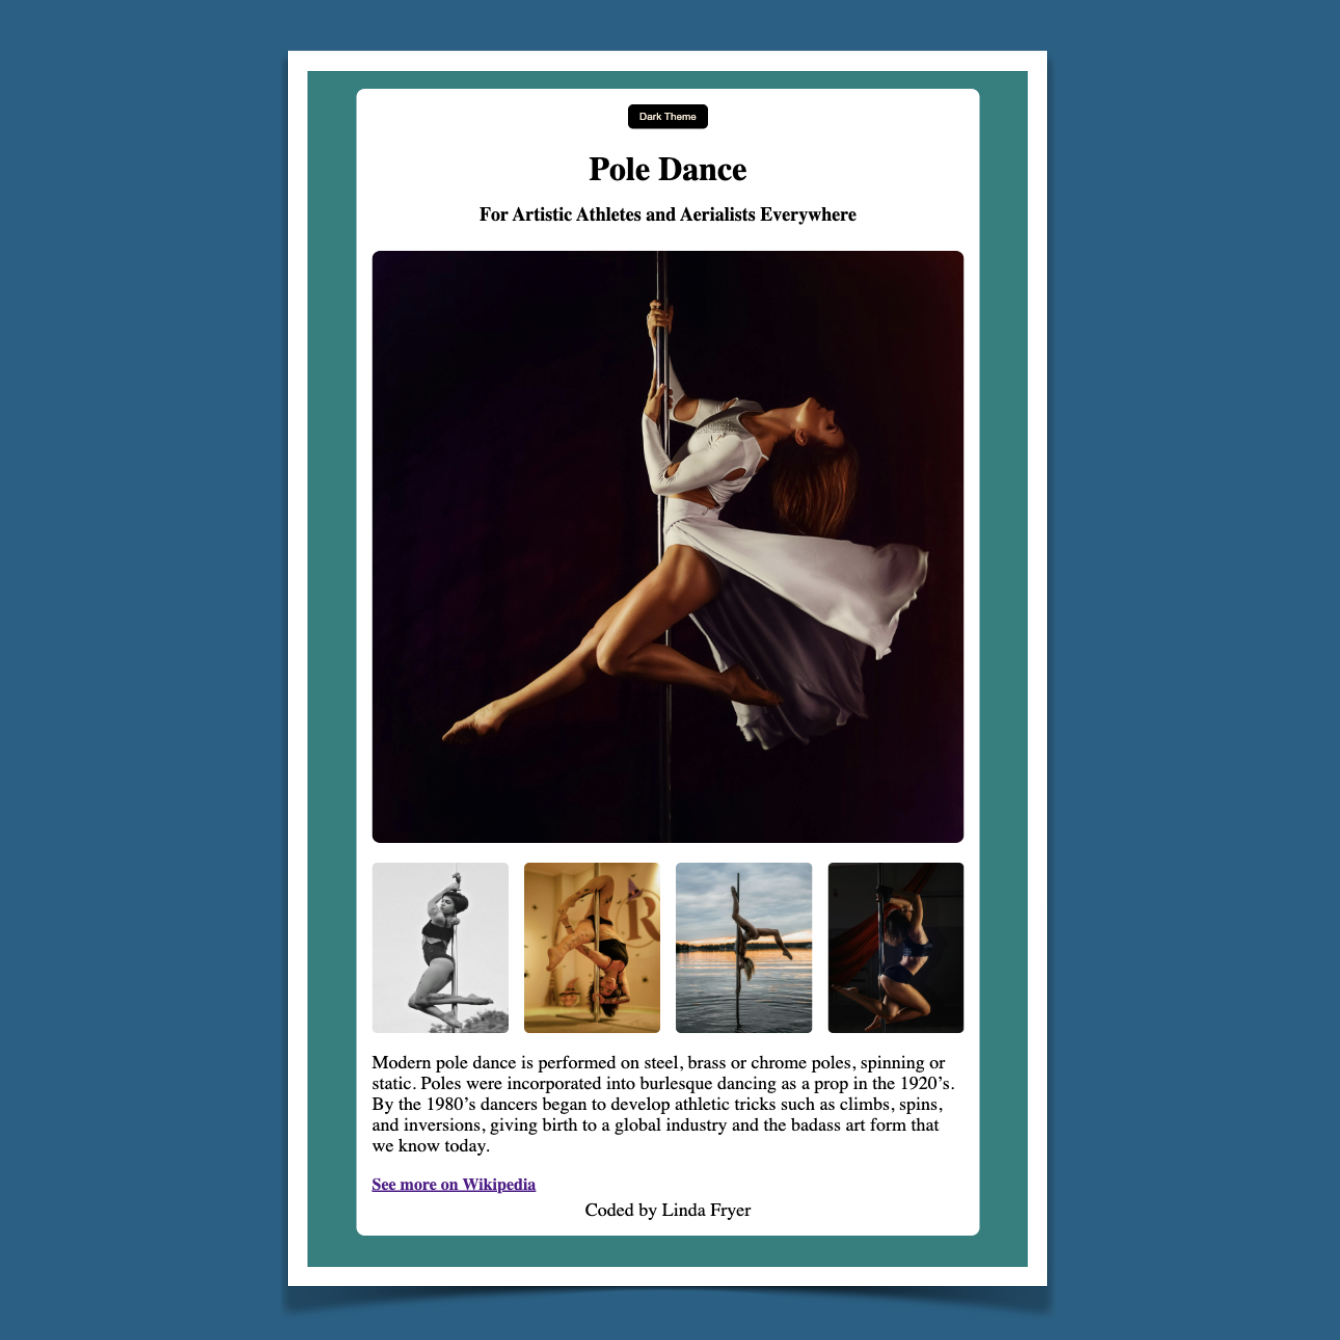 Dark Theme
Pole Dance
For Artistic Athletes and Aerialists Everywhere
R
Modern pole dance is performed on steel, brass or chrome poles, spinning or
static. Poles were incorporated into burlesque dancing as a prop in the 1920’s.
By the 1980’s dancers began to develop athletic tricks such as climbs, spins,
and inversions, giving birth to a global industry and the badass art form that
we know today.
See more on Wikipedia
Coded by Linda Fryer